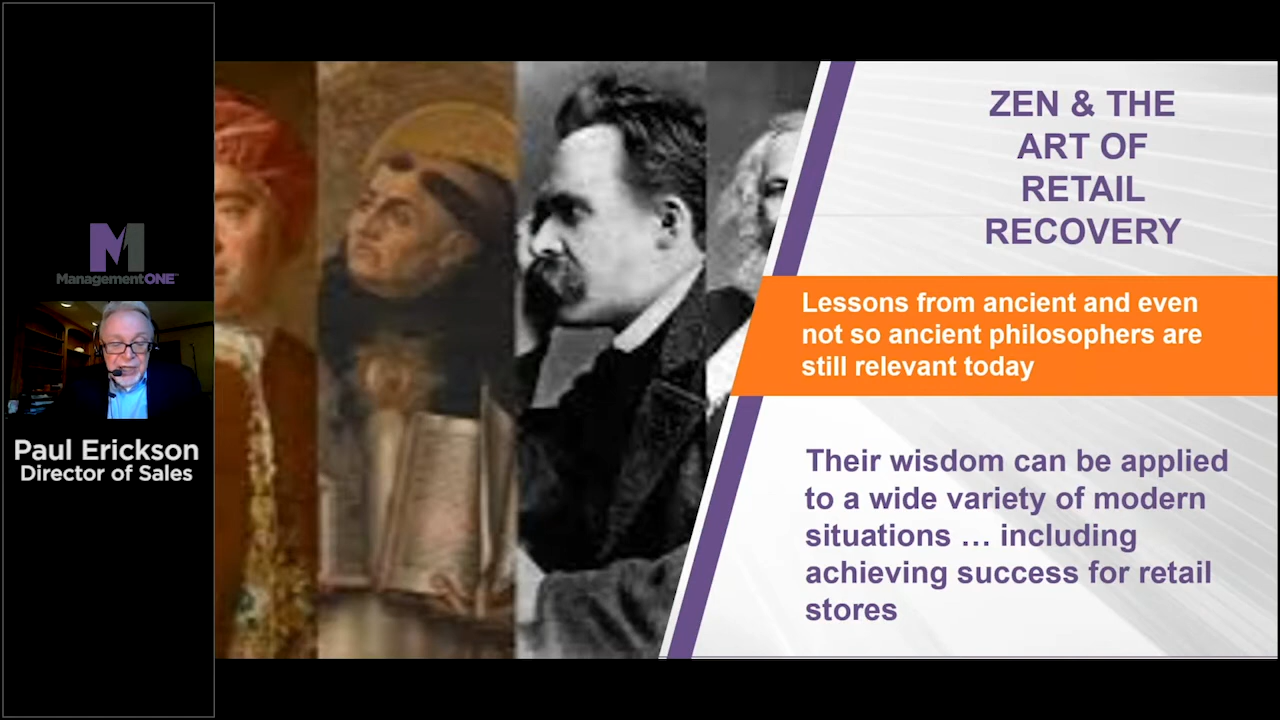 ManagementONE
Paul Erickson
Director of Sales
ZEN & THE
ART OF
RETAIL
RECOVERY
Lessons from ancient and even
not so ancient philosophers are
still relevant today
Their wisdom can be applied
to a wide variety of modern
situations … including
achieving success for retail
stores